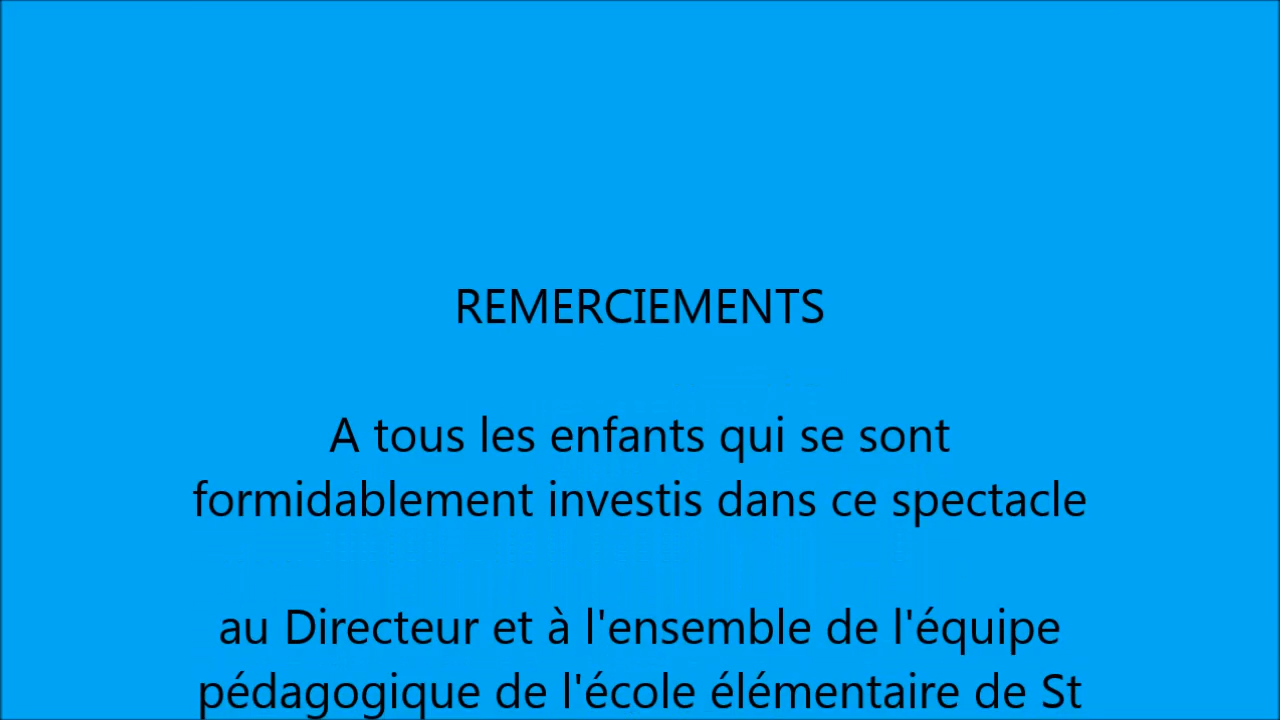 REMERCIEMENTS
A tous les enfants qui se sont
formidablement investis dans ce spectacle
au Directeur et à l'ensemble de l'équipe
pédagogique de l'école élémentaire de St